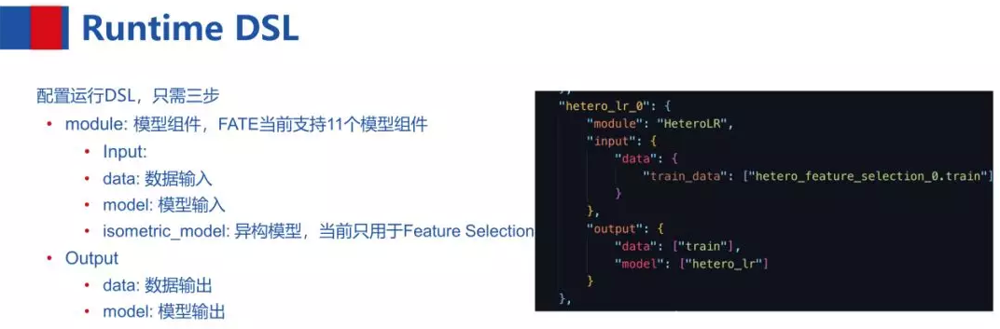 Runtime DSL
配置运行DSL，只需三步
• module: 模型组件，FATE当前支持11个模型组件
• Input:
• data: 数据输入
• model: 模型输入
• isometric_model: 异构模型，当前只用于Feature Selection
• Output
• data: 数据输出
• model: 模型输出
},
"hetero_lr_0": {
"module": "HeteroLR",
"input": {
"data": {
"train_data": ["hetero_feature_selection_0.train"]
}
},
"output": {
"data": ["train"],
"model": ["hetero_lr"]
}
},